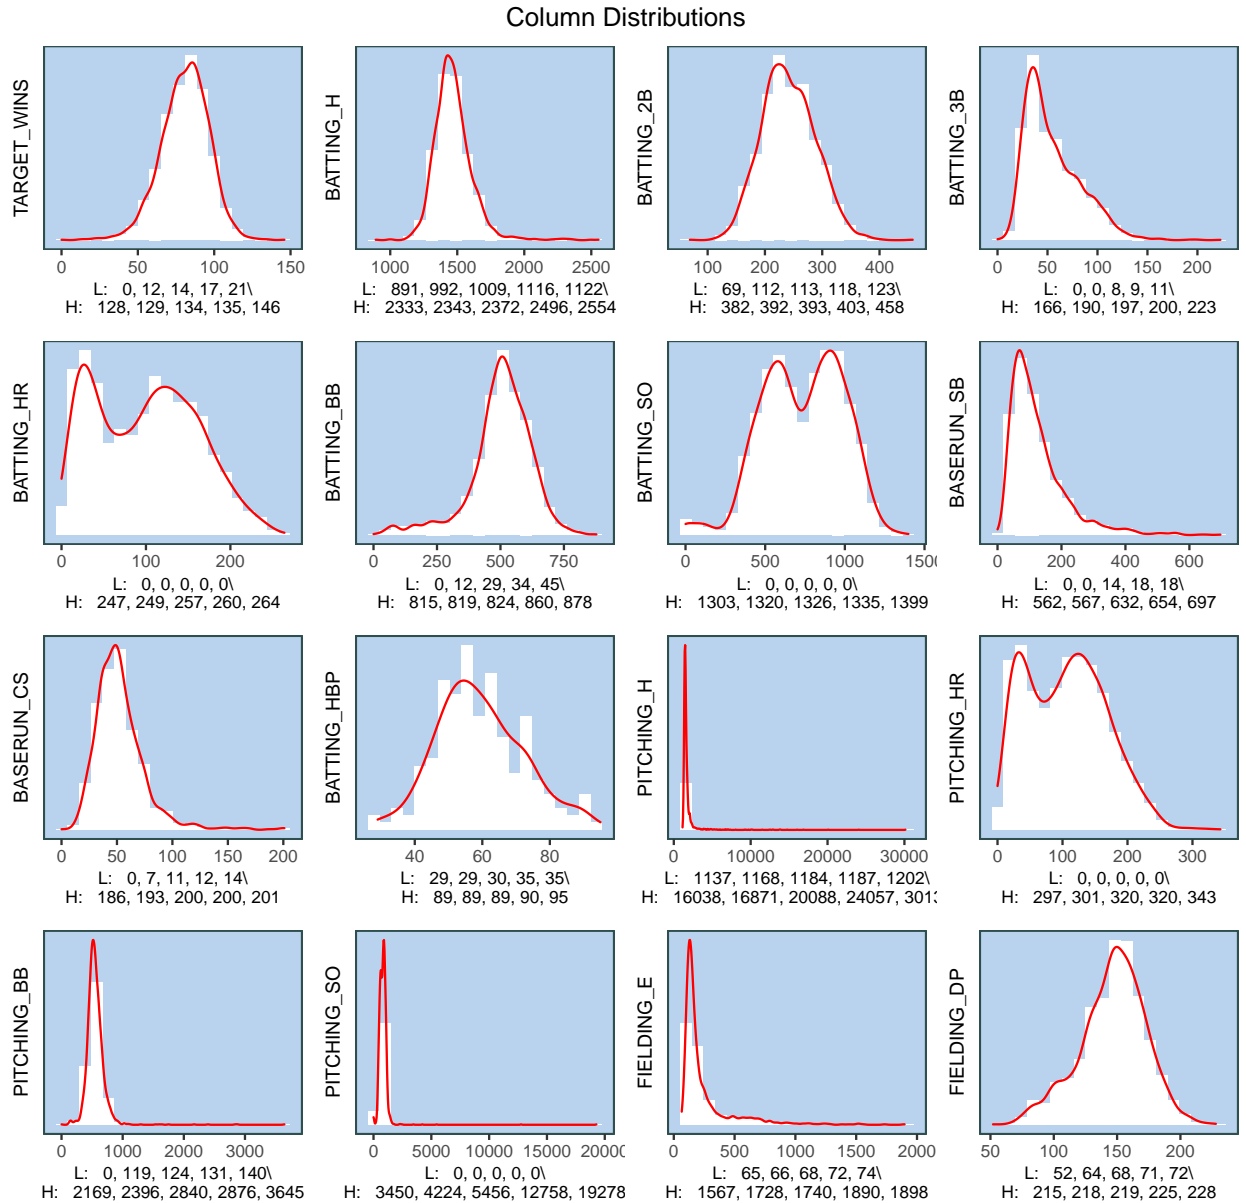 Column Distributions
TARGET_WINS
0 50 100 150
L: 0, 12, 14, 17, 21\
H: 128, 129, 134, 135, 146
BATTING_H
1000 1500 2000 2500
L: 891, 992, 1009, 1116, 1122\
H: 2333, 2343, 2372, 2496, 2554
BATTING_2B
100 200 300 400
L: 69, 112, 113, 118, 123\
H: 382, 392, 393, 403, 458
BATTING_3B
0 50 100 150 200
L: 0, 0, 8, 9, 11\
H: 166, 190, 197, 200, 223
BATTING_HR
0 100 200
L: 0, 0, 0, 0, 0\
H: 247, 249, 257, 260, 264
BATTING_BB
0 250 500 750
L: 0, 12, 29, 34, 45\
H: 815, 819, 824, 860, 878
BATTING_SO
0 500 1000 1500
L: 0, 0, 0, 0, 0\
H: 1303, 1320, 1326, 1335, 1399
BASERUN_SB
0 200 400 600
L: 0, 0, 14, 18, 18\
H: 562, 567, 632, 654, 697
BASERUN_CS
0 50 100 150 200
L: 0, 7, 11, 12, 14\
H: 186, 193, 200, 200, 201
BATTING_HBP
40 60 80
L: 29, 29, 30, 35, 35\
H: 89, 89, 89, 90, 95
PITCHING_H
0 10000 20000 30000
L: 1137, 1168, 1184, 1187, 1202\
H: 16038, 16871, 20088, 24057,
PITCHING_HR
0 100 200 300
L: 0, 0, 0, 0, 0\
H: 297, 301, 320, 320, 343
PITCHING_BB
0 1000 2000 3000
L: 0, 119, 124, 131, 140\
H: 2169, 2396, 2840, 2876, 3645
PITCHING_SO
0 5000 10000 15000 20000
L: 0, 0, 0, 0, 0\
H: 3450, 4224, 5456, 12758, 19278
FIELDING_E
0 500 1000 1500 2000
L: 65, 66, 68, 72, 74\
H: 1567, 1728, 1740, 1890, 1898
FIELDING_DP
50 100 150 200
L: 52, 64, 68, 71, 72\
H: 215, 218, 219, 225, 228